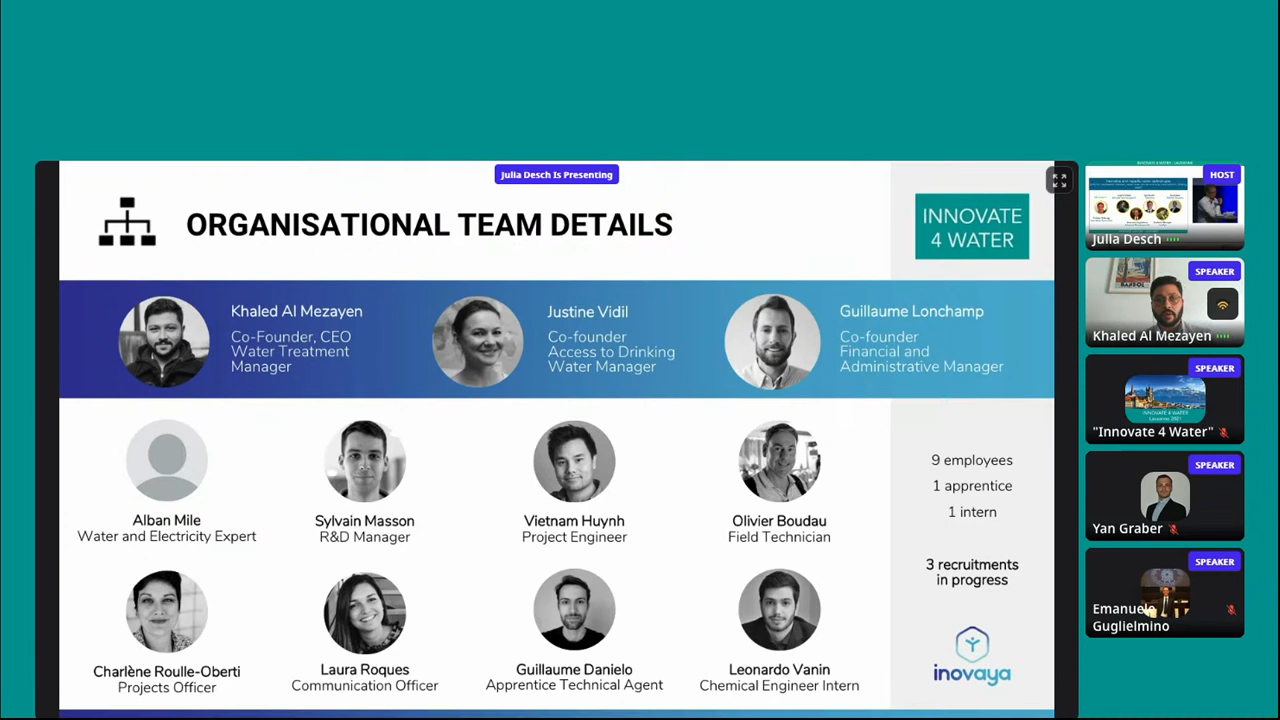 Julia Desch Is Presenting
ORGANISATIONAL TEAM DETAILS
INNOVATE
4 WATER
Khaled Al Mezayen
Co-Founder, CEO
Water Treatment
Manager
Justine Vidil
Co-founder
Access to Drinking
Water Manager
Guillaume Lonchamp
Co-founder
Financial and
Administrative Manager
Alban Mile
Water and Electricity Expert
Sylvain Masson
R&D Manager
Vietnam Huynh
Project Engineer
Olivier Boudau
Field Technician
9 employees
1 apprentice
1 intern
3 recruitments
in progress
Charlène Roulle-Oberti
Projects Officer
Laura Roques
Communication Officer
Guillaume Danielo
Apprentice Technical Agent
Leonardo Vanin
Chemical Engineer Intern
inovaya
HOST
Julia Desch
SPEAKER
Khaled Al Mezayen
SPEAKER
INNOVATE 4 WATER
Lausanne 2021
"Innovate 4 Water"
SPEAKER
Yan Graber
SPEAKER
Emanuele
Guglielmino